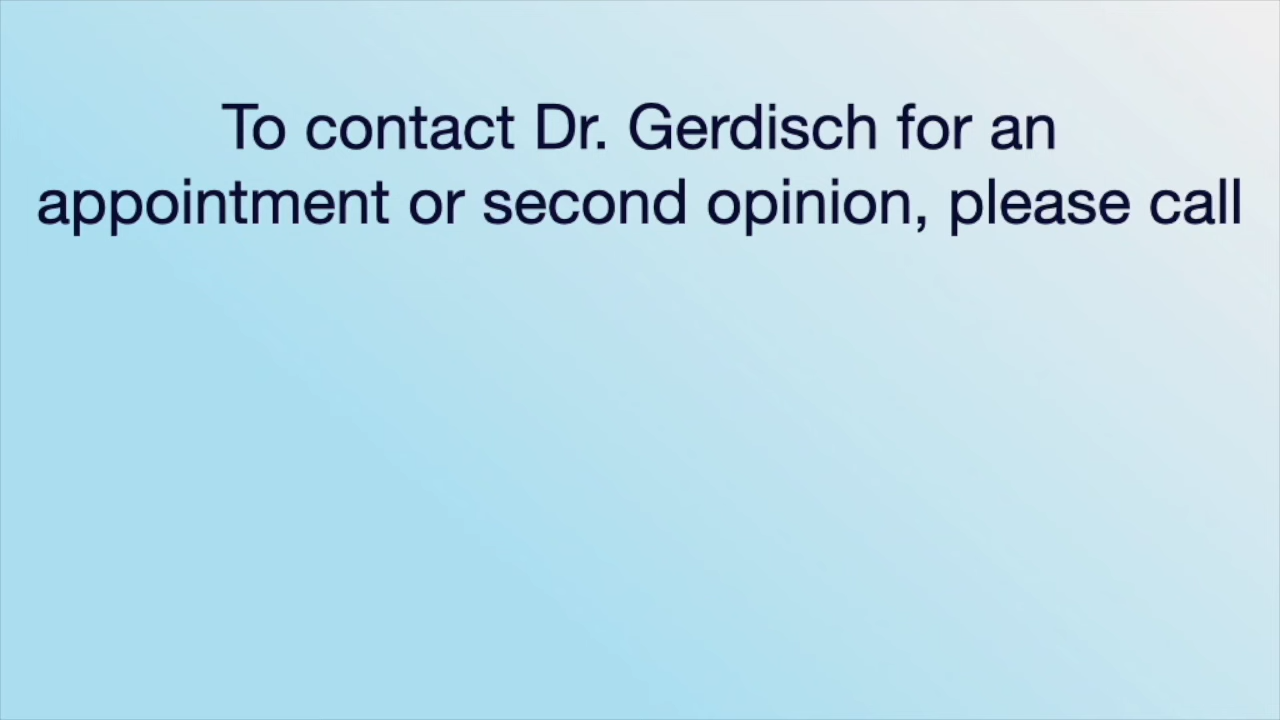 To contact Dr. Gerdisch for an
appointment or second opinion, please call